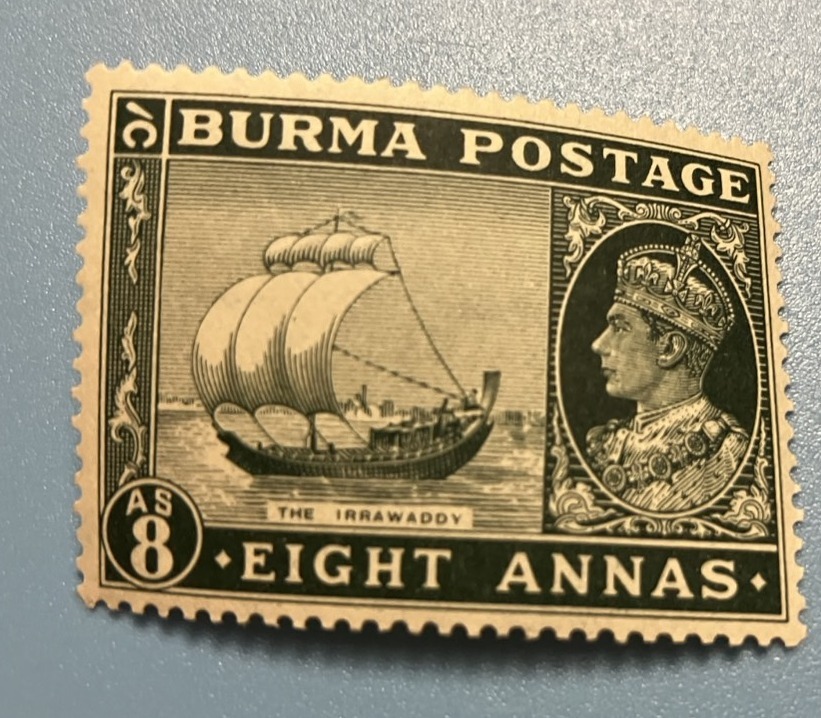 BURMA POSTAGE
THE IRRAWADDY
AS
8
EIGHT ANNAS